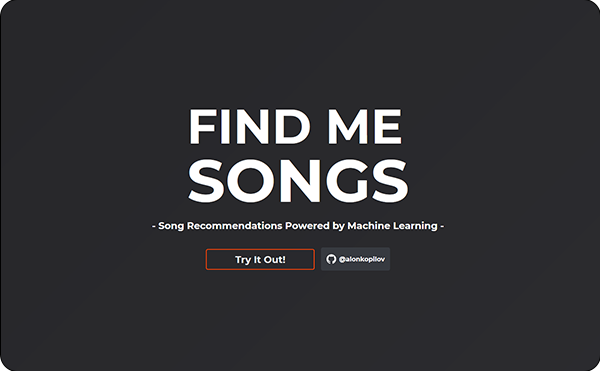 FIND ME
SONGS
- Song Recommendations Powered by Machine Learning -
Try It Out!
@alonkopilov